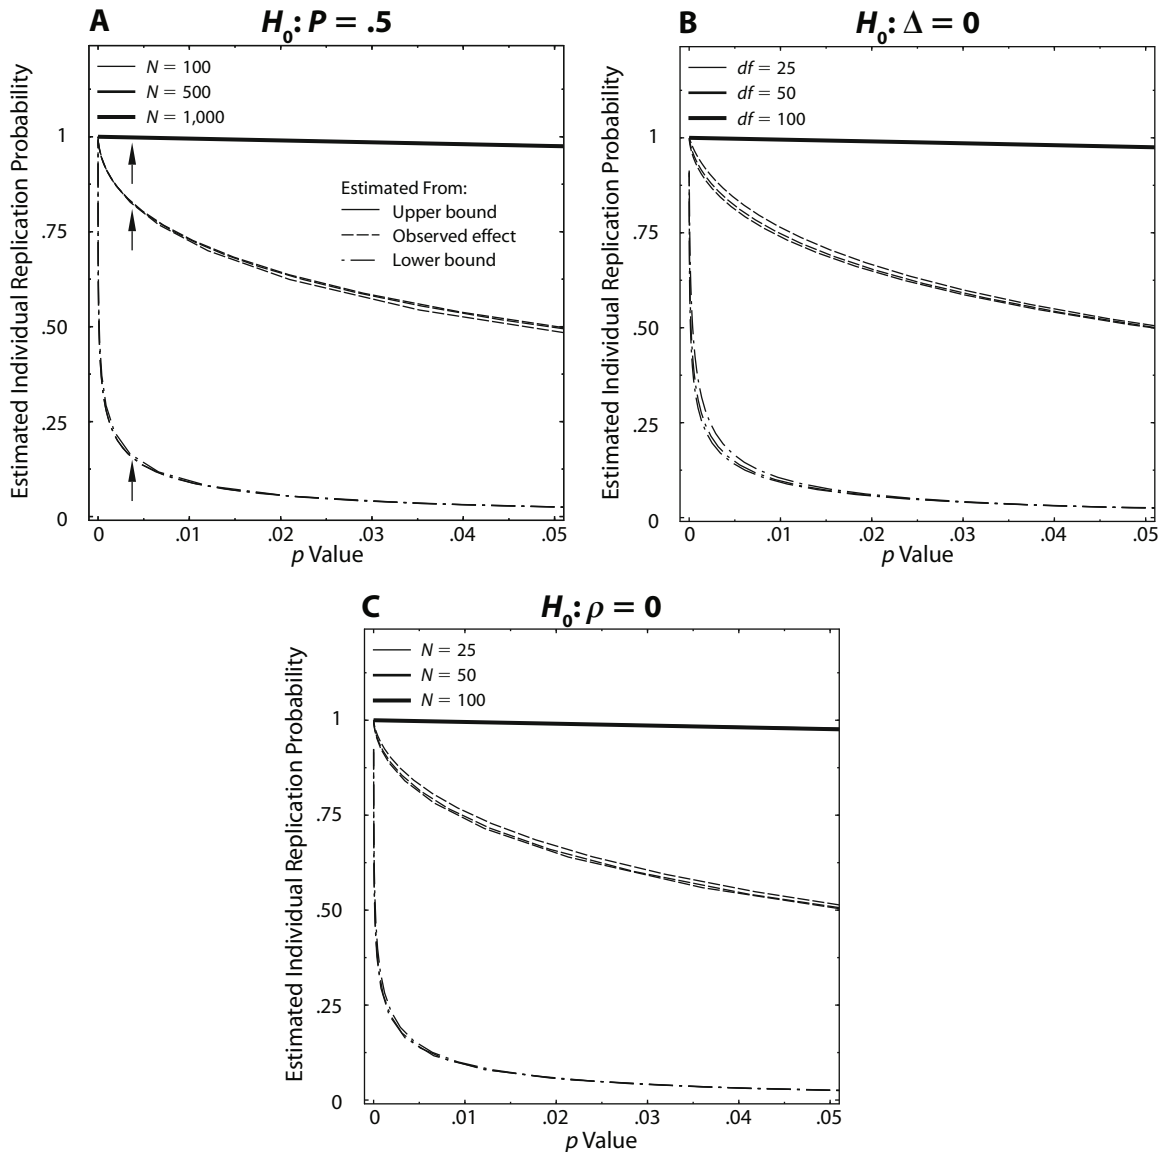 A
H0: P = .5
N = 100
N = 500
N = 1,000
Estimated From:
Upper bound
Observed effect
Lower bound
Estimated Individual Replication Probability
1
.75
.50
.25
0
0 .01 .02 .03 .04 .05
p Value
B
H0: Δ = 0
df = 25
df = 50
df = 100
Estimated Individual Replication Probability
1
.75
.50
.25
0
0 .01 .02 .03 .04 .05
p Value
C
H0: ρ = 0
N = 25
N = 50
N = 100
Estimated Individual Replication Probability
1
.75
.50
.25
0
0 .01 .02 .03 .04 .05
p Value